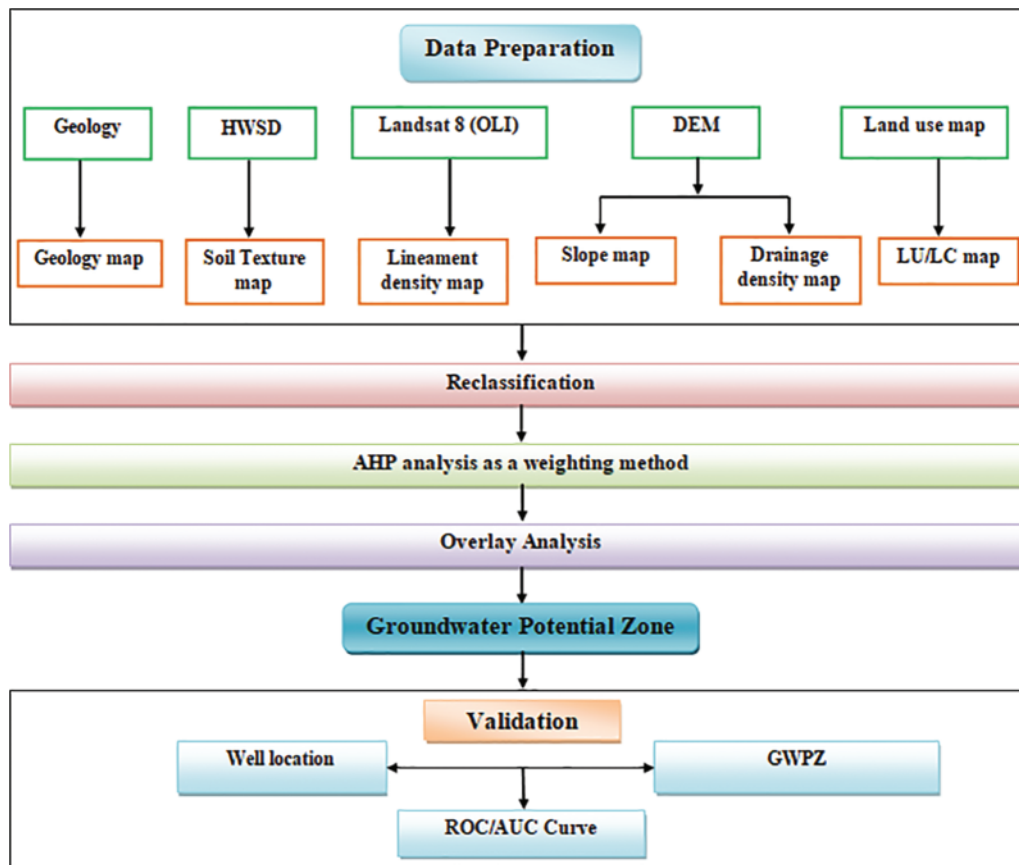 Data Preparation
Geology
HWSD
Landsat 8 (OLI)
DEM
Land use map
Geology map
Soil Texture
map
Lineament
density map
Slope map
Drainage
density map
LU/LC map
Reclassification
AHP analysis as a weighting method
Overlay Analysis
Groundwater Potential Zone
Validation
Well location
GWPZ
ROC/AUC Curve